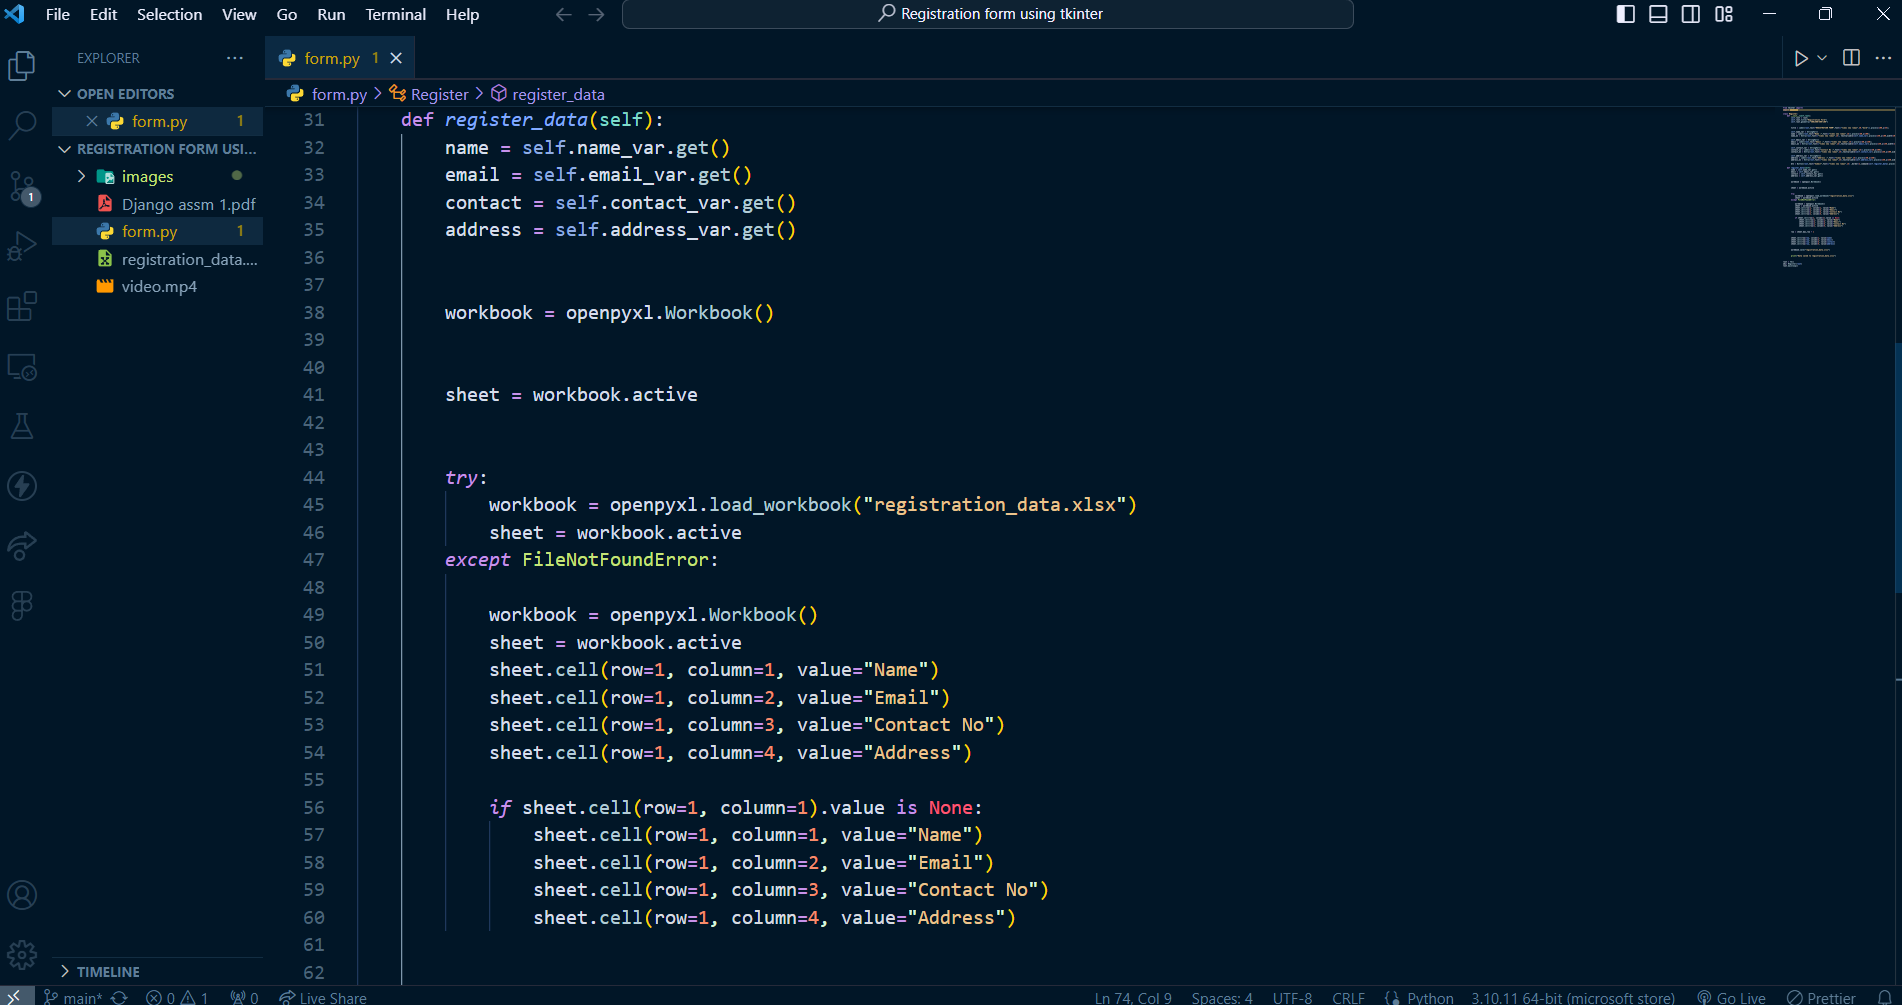 File Edit Selection View Go Run Terminal Help
Registration form using tkinter
EXPLORER
form.py 1
OPEN EDITORS
form.py 1
REGISTRATION FORM USI...
images
Django assm 1.pdf
form.py 1
registration_data....
video.mp4
TIMELINE
1
form.py > Register > register_data
31 def register_data(self):
32 name = self.name_var.get()
33 email = self.email_var.get()
34 contact = self.contact_var.get()
35 address = self.address_var.get()
36
37
38 workbook = openpyxl.Workbook()
39
40
41 sheet = workbook.active
42
43
44 try:
45 workbook = openpyxl.load_workbook("registration_data.xlsx")
46 sheet = workbook.active
47 except FileNotFoundError:
48
49 workbook = openpyxl.Workbook()
50 sheet = workbook.active
51 sheet.cell(row=1, column=1, value="Name")
52 sheet.cell(row=1, column=2, value="Email")
53 sheet.cell(row=1, column=3, value="Contact No")
54 sheet.cell(row=1, column=4, value="Address")
55
56 if sheet.cell(row=1, column=1).value is None:
57 sheet.cell(row=1, column=1, value="Name")
58 sheet.cell(row=1, column=2, value="Email")
59 sheet.cell(row=1, column=3, value="Contact No")
60 sheet.cell(row=1, column=4, value="Address")
61
62
main* 0 1 0 Live Share Ln 74, Col 9 Spaces: 4 UTF-8 CRLF { } Python 3.10.11 64-bit (microsoft store) Go Live Prettier